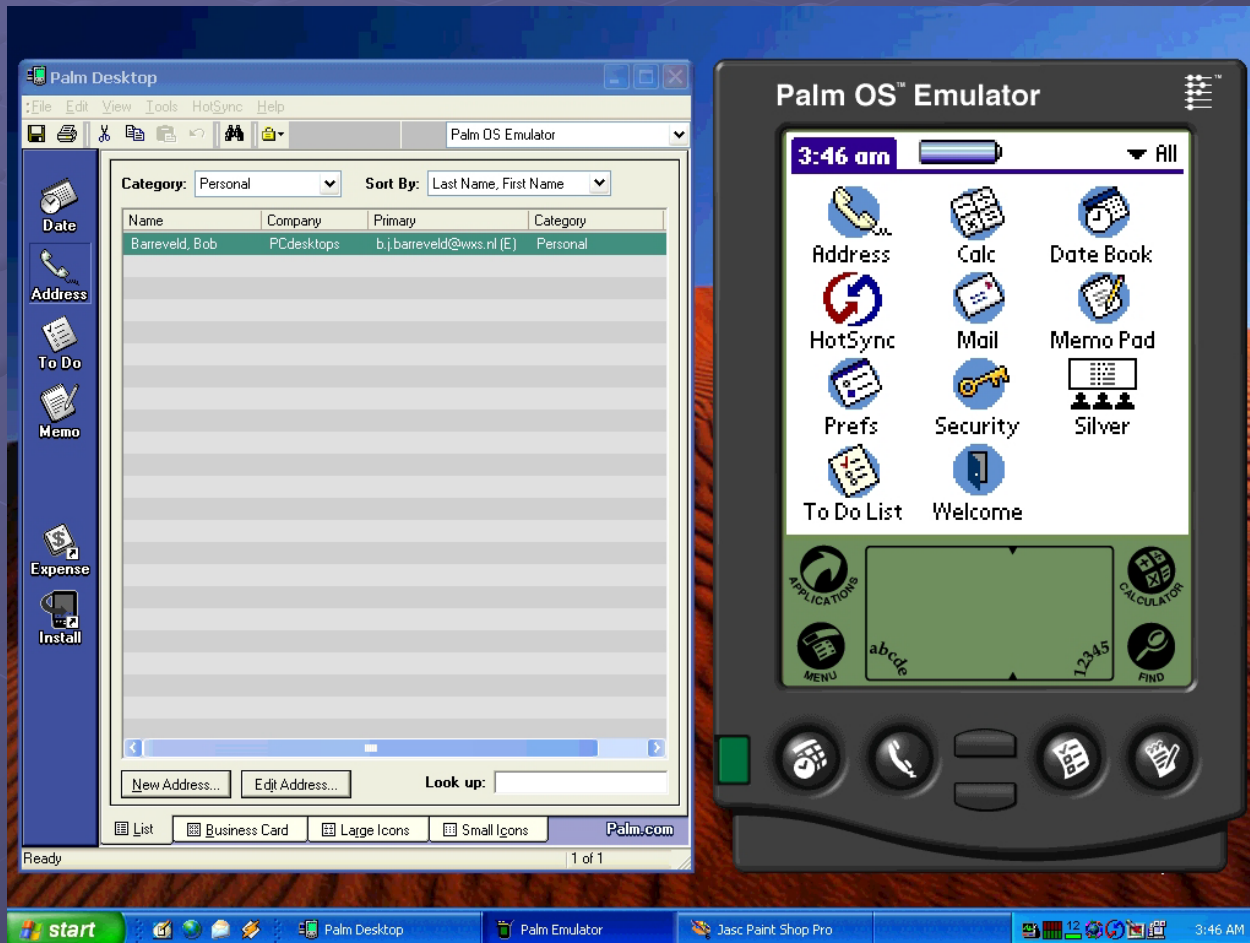 Palm Desktop
File Edit View Tools HotSync Help
Palm OS Emulator
Category: Personal Sort By: Last Name, First Name
Name Company Primary Category
Barreveld, Bob PCdesktops b.j.barreveld@wxs.nl (E) Personal
Date
Address
To Do
Memo
Expense
Install
New Address... Edit Address... Look up:
List Business Card Large Icons Small Icons Palm.com
Ready 1 of 1
Palm OS™ Emulator ™
3:46 am All
Address Calc Date Book
HotSync Mail Memo Pad
Prefs Security Silver
To Do List Welcome
APPLICATIONS CALCULATOR
MENU abcde 12345 FIND
start Palm Desktop Palm Emulator Jasc Paint Shop Pro 12 3:46 AM